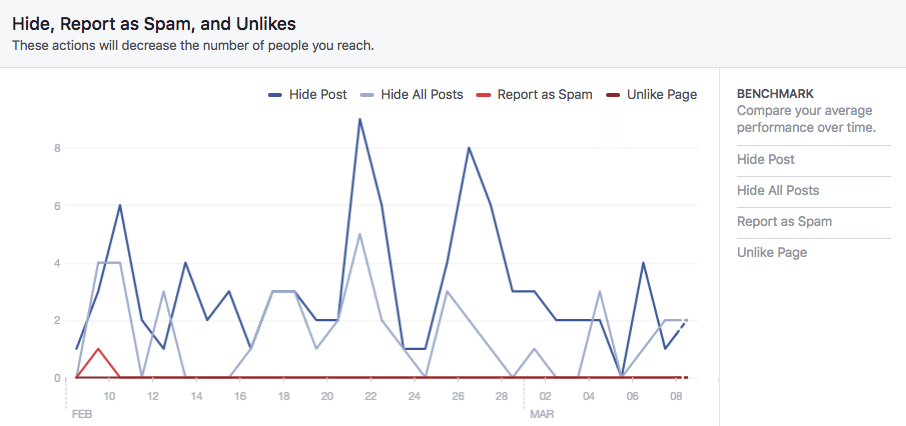 Hide, Report as Spam, and Unlikes
These actions will decrease the number of people you reach.
Hide Post Hide All Posts Report as Spam Unlike Page
8
6
4
2
0
10 12 14 16 18 20 22 24 26 28 02 04 06 08
FEB MAR
BENCHMARK
Compare your average
performance over time.
Hide Post
Hide All Posts
Report as Spam
Unlike Page